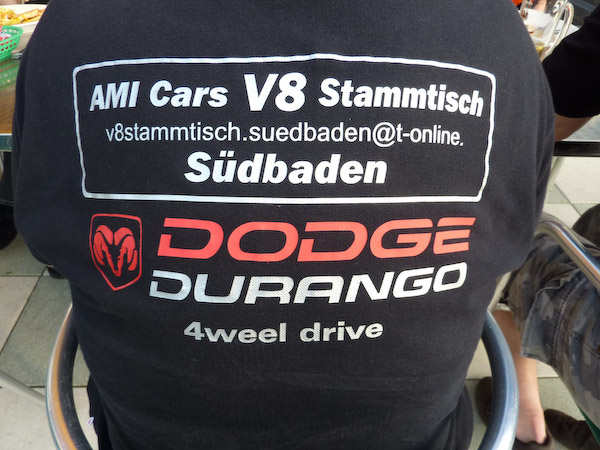 AMI Cars V8 Stammtisch
v8stammtisch.suedbaden@t-online.
Südbaden
DODGE
DURANGO
4weel drive